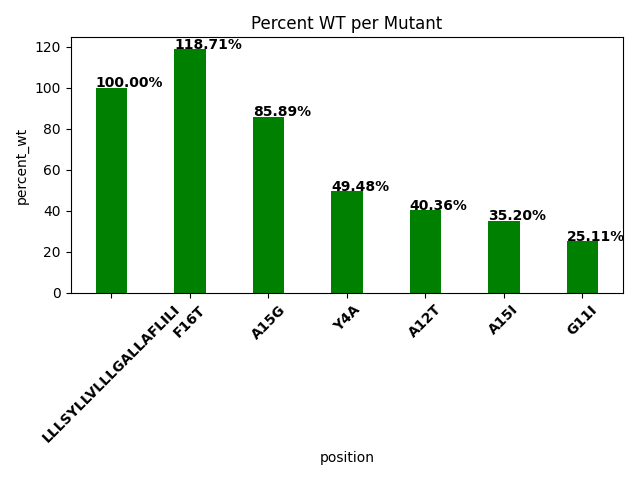 Percent WT per Mutant
percent_wt
120
100
80
60
40
20
0
100.00%
118.71%
85.89%
49.48%
40.36%
35.20%
25.11%
LLLSYLLVLLLGALLAFLILI
F16T
A15G
Y4A
A12T
A15I
G11I
position